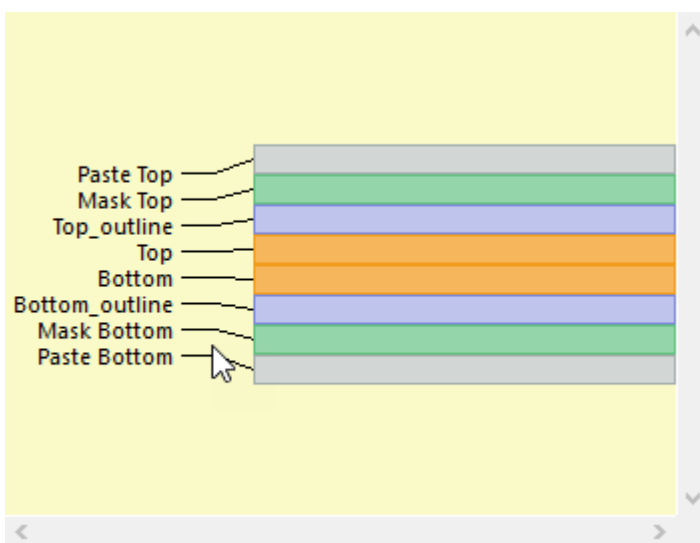 Paste Top
Mask Top
Top_outline
Top
Bottom
Bottom_outline
Mask Bottom
Paste Bottom